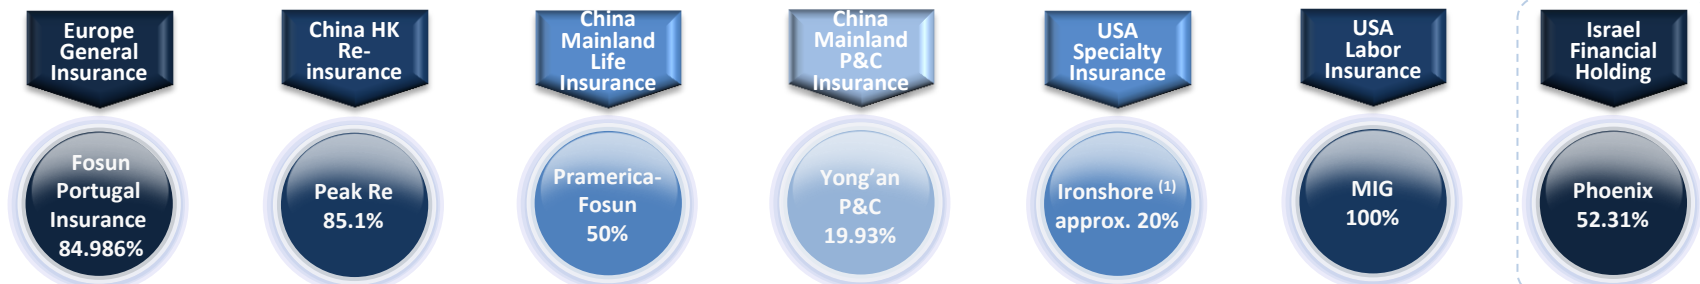 Europe
General
Insurance
China HK
Re-
insurance
China
Mainland
Life
Insurance
China
Mainland
P&C
Insurance
USA
Specialty
Insurance
USA
Labor
Insurance
Israel
Financial
Holding
Fosun
Portugal
Insurance
84.986%
Peak Re
85.1%
Pramerica-
Fosun
50%
Yong’an
P&C
19.93%
Ironshore (1)
approx. 20%
MIG
100%
Phoenix
52.31%